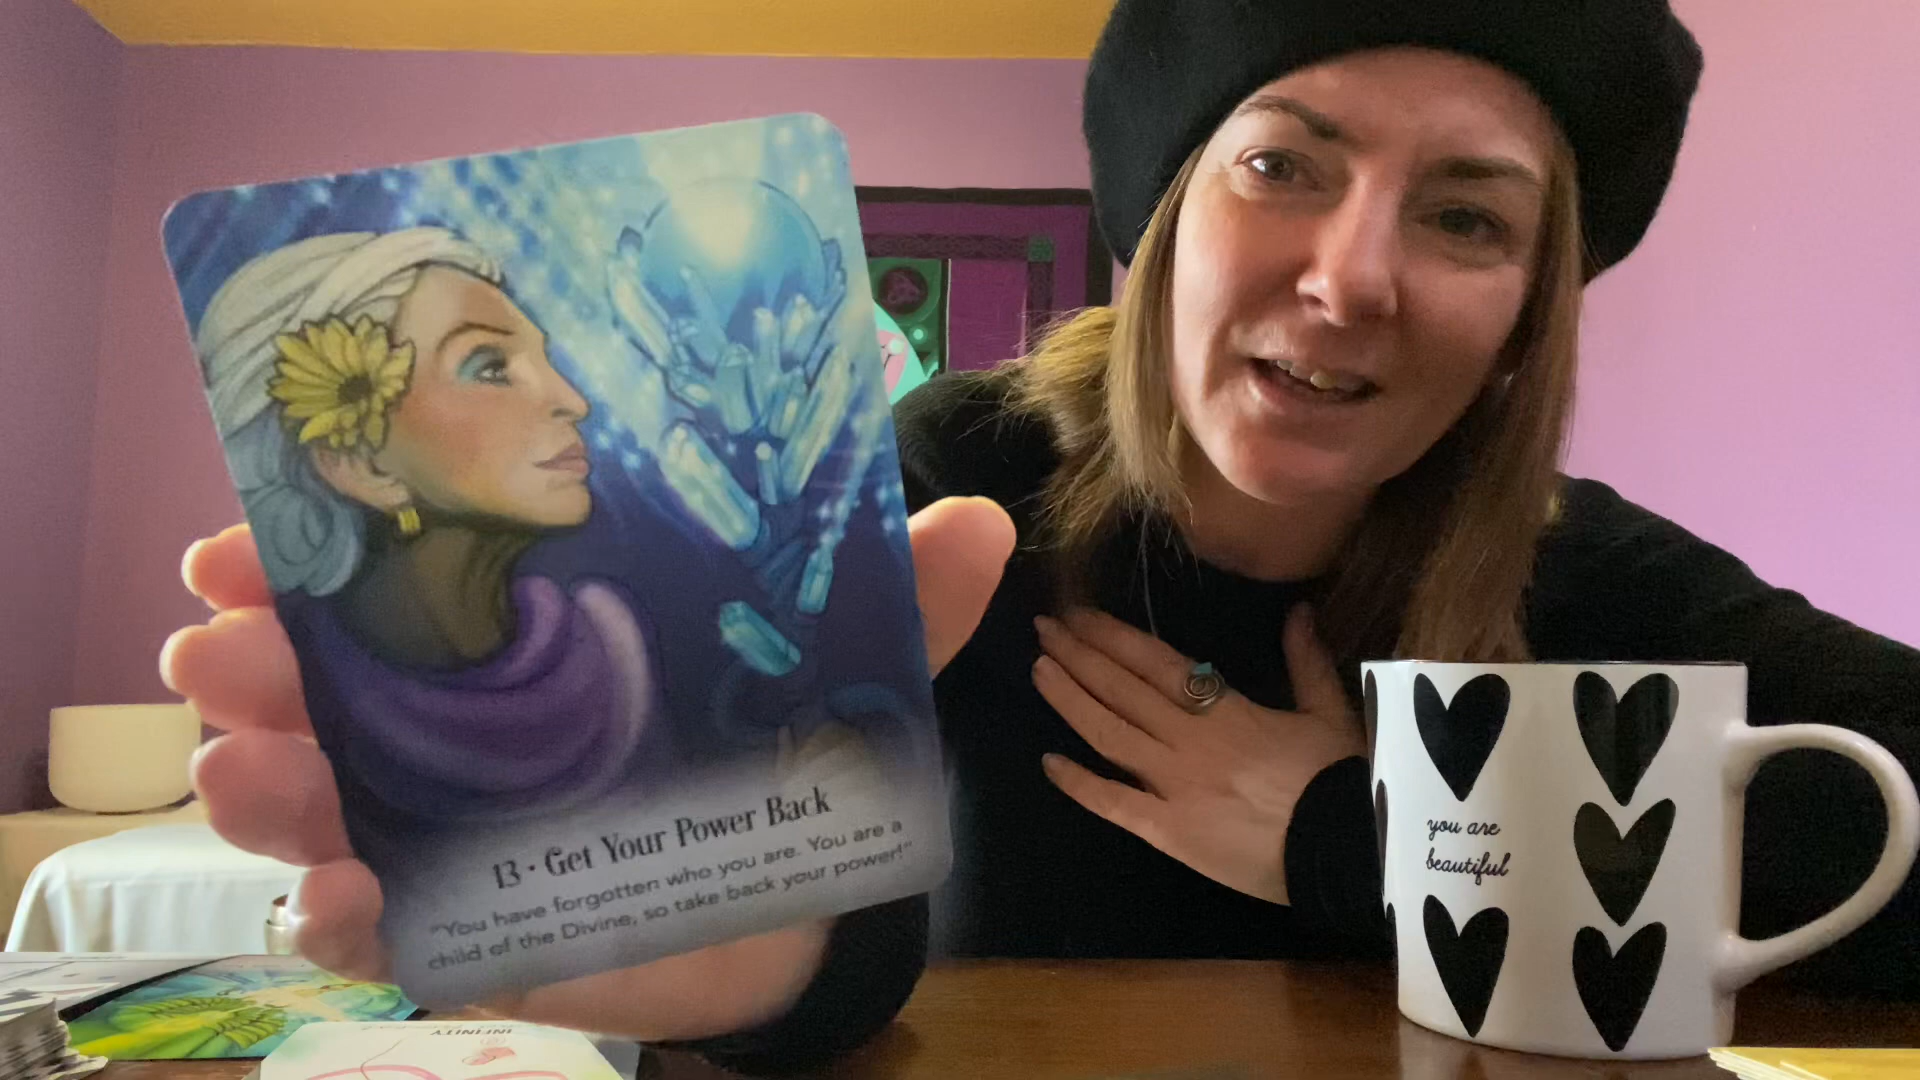 13 • Get Your Power Back
"You have forgotten who you are. You are a
child of the Divine, so take back your power!"
you are
beautiful
INFINITY